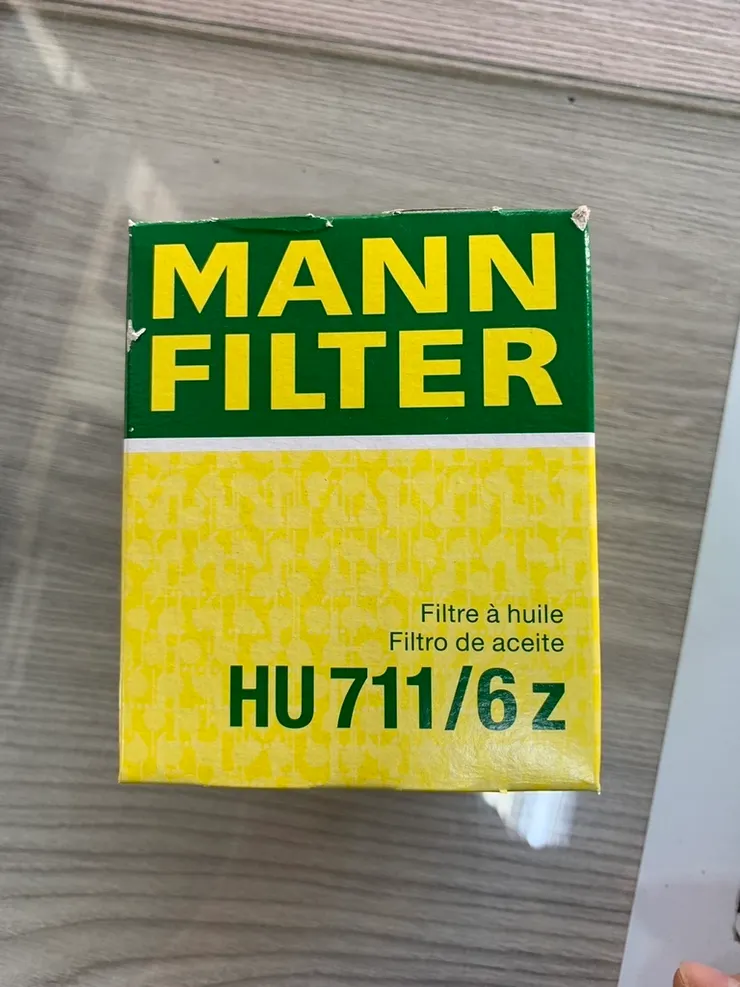 MANN
FILTER
Filtre à huile
Filtro de aceite
HU 711/6 z